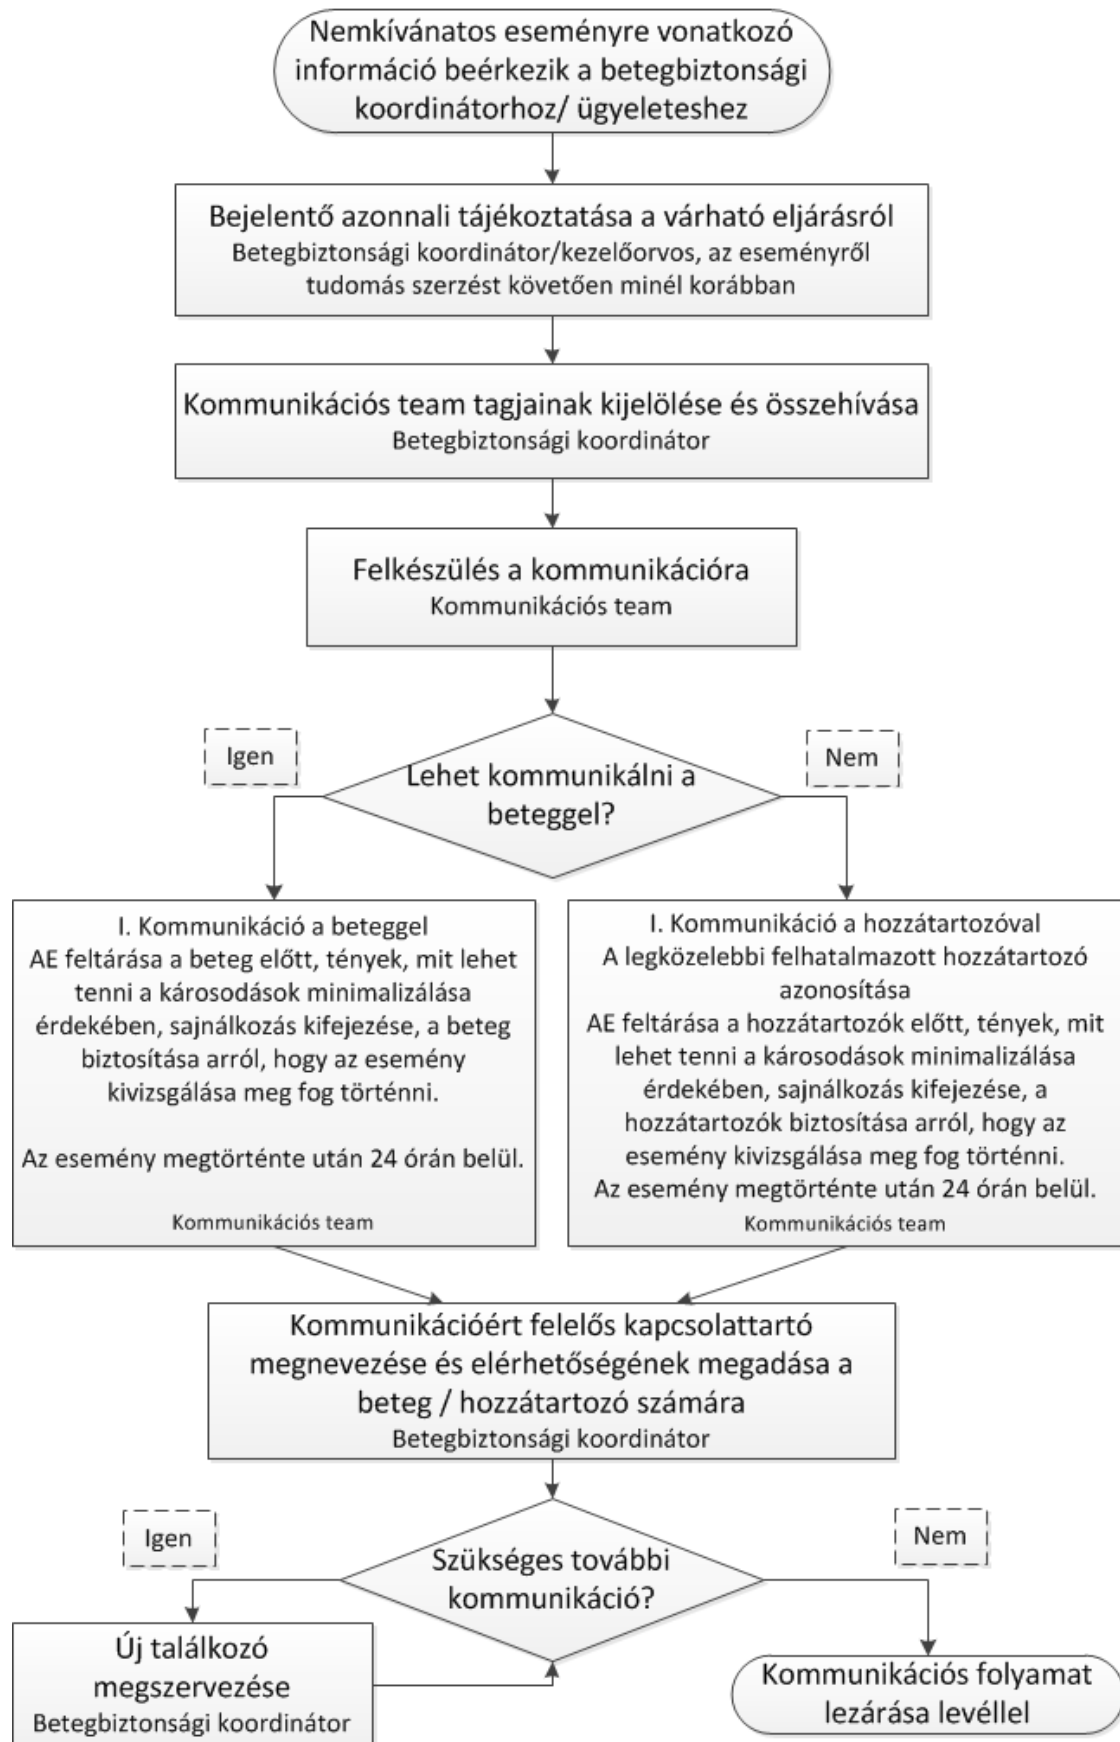 Nemkívánatos eseményre vonatkozó
információ beérkezik a betegbiztonsági
koordinátorhoz/ ügyeleteshez
Bejelentő azonnali tájékoztatása a várható eljárásról
Betegbiztonsági koordinátor/kezelőorvos, az eseményről
tudomás szerzést követően minél korábban
Kommunikációs team tagjainak kijelölése és összehívása
Betegbiztonsági koordinátor
Felkészülés a kommunikációra
Kommunikációs team
Igen
Nem
Lehet kommunikálni a
beteggel?
I. Kommunikáció a beteggel
AE feltárása a beteg előtt, tények, mit lehet
tenni a károsodások minimalizálása
érdekében, sajnálkozás kifejezése, a beteg
biztosítása arról, hogy az esemény
kivizsgálása meg fog történni.
Az esemény megtörténte után 24 órán belül.
Kommunikációs team
I. Kommunikáció a hozzátartozóval
A legközelebbi felhatalmazott hozzátartozó
azonosítása
AE feltárása a hozzátartozók előtt, tények, mit
lehet tenni a károsodások minimalizálása
érdekében, sajnálkozás kifejezése, a
hozzátartozók biztosítása arról, hogy az
esemény kivizsgálása meg fog történni.
Az esemény megtörténte után 24 órán belül.
Kommunikációs team
Kommunikációért felelős kapcsolattartó
megnevezése és elérhetőségének megadása a
beteg / hozzátartozó számára
Betegbiztonsági koordinátor
Igen
Nem
Szükséges további
kommunikáció?
Új találkozó
megszervezése
Betegbiztonsági koordinátor
Kommunikációs folyamat
lezárása levéllel